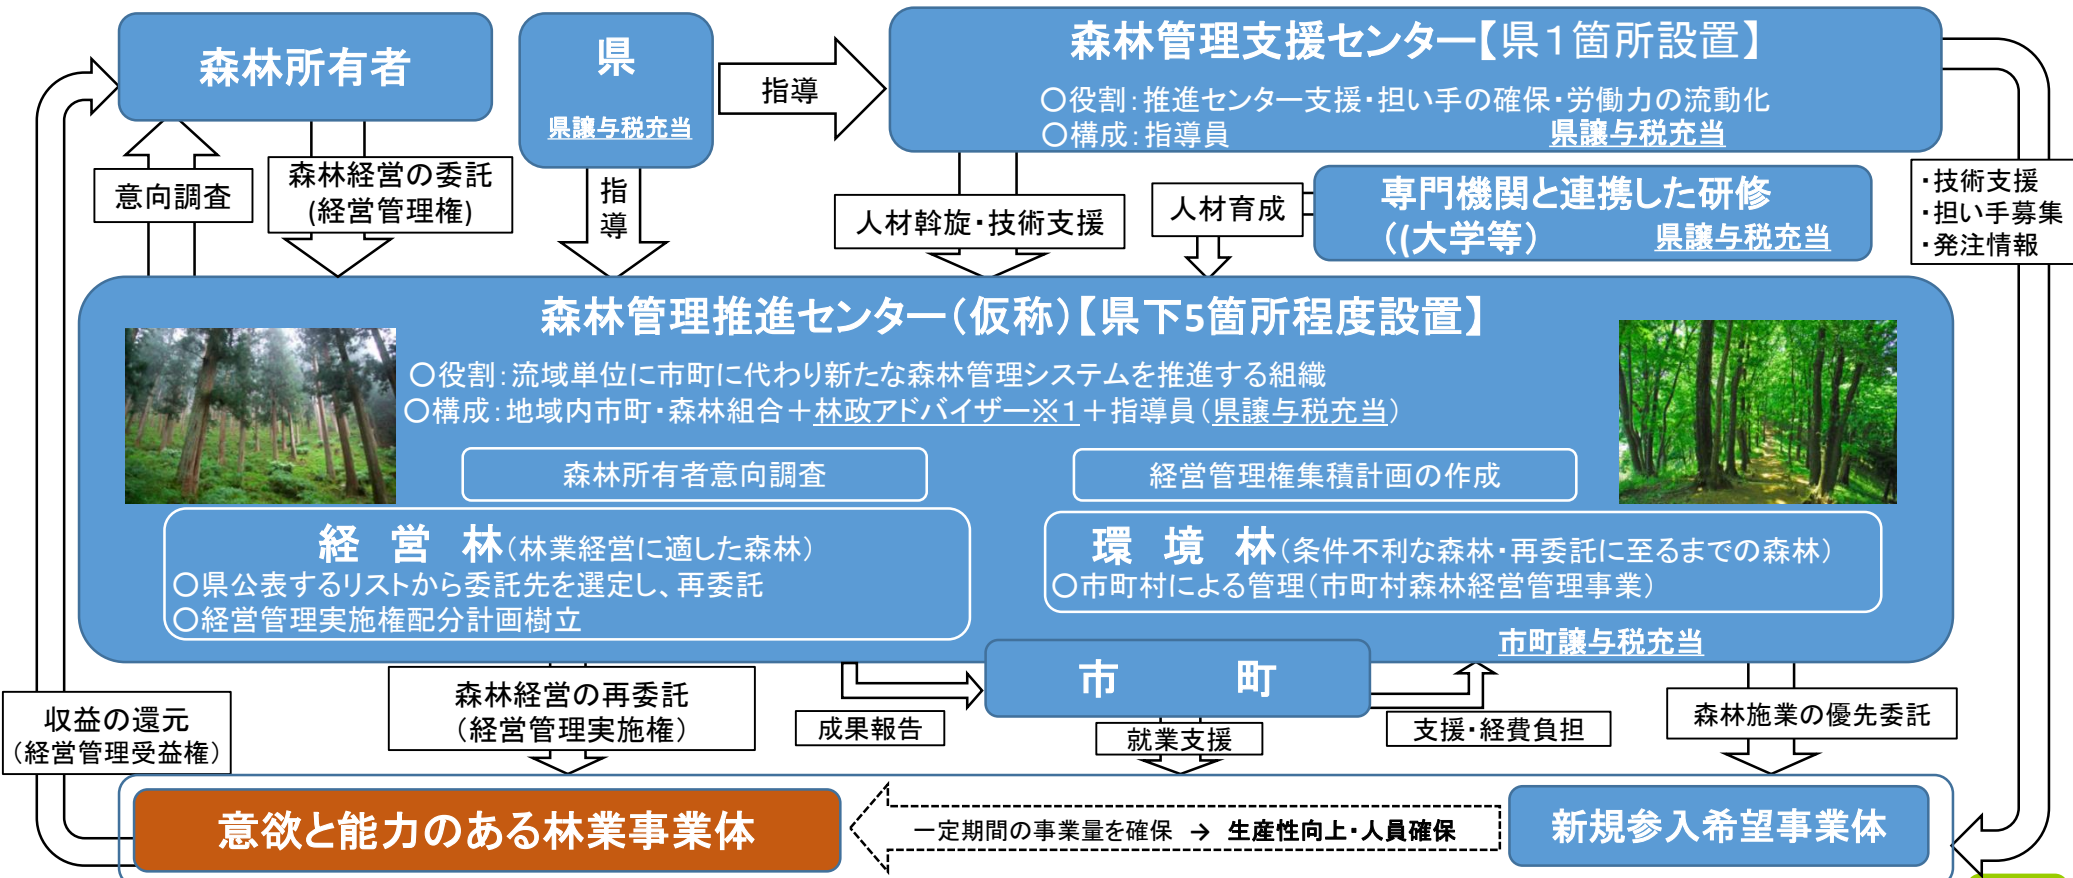 森林所有者
県
県譲与税充当
指導
森林管理支援センター【県1箇所設置】
○役割：推進センター支援・担い手の確保・労働力の流動化
○構成：指導員
県譲与税充当
意向調査
森林経営の委託
(経営管理権)
指導
人材斡旋・技術支援
人材育成
専門機関と連携した研修
（(大学等）
県譲与税充当
・技術支援
・担い手募集
・発注情報
森林管理推進センター（仮称）【県下5箇所程度設置】
○役割：流域単位に市町に代わり新たな森林管理システムを推進する組織
○構成：地域内市町・森林組合＋林政アドバイザー※1＋指導員（県譲与税充当）
森林所有者意向調査
経営管理権集積計画の作成
経 営 林（林業経営に適した森林）
○県公表するリストから委託先を選定し、再委託
○経営管理実施権配分計画樹立
環 境 林（条件不利な森林・再委託に至るまでの森林）
○市町村による管理（市町村森林経営管理事業）
市町譲与税充当
市 町
収益の還元
（経営管理受益権）
森林経営の再委託
（経営管理実施権）
成果報告
就業支援
支援・経費負担
森林施業の優先委託
意欲と能力のある林業事業体
一定期間の事業量を確保 → 生産性向上・人員確保
新規参入希望事業体